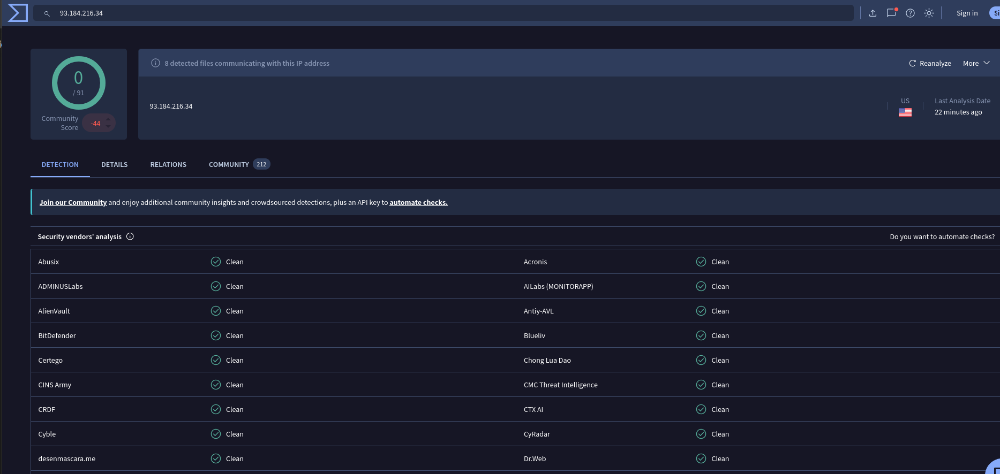 93.184.216.34
Sign in
Si
0
/ 91
Community
Score
-44
8 detected files communicating with this IP address
Reanalyze
More
93.184.216.34
US
Last Analysis Date
22 minutes ago
DETECTION
DETAILS
RELATIONS
COMMUNITY 212
Join our Community and enjoy additional community insights and crowdsourced detections, plus an API key to automate checks.
Security vendors' analysis
Do you want to automate checks?
Abusix Clean Acronis Clean
ADMINUSLabs Clean AILabs (MONITORAPP) Clean
AlienVault Clean Antiy-AVL Clean
BitDefender Clean Blueliv Clean
Certego Clean Chong Lua Dao Clean
CINS Army Clean CMC Threat Intelligence Clean
CRDF Clean CTX AI Clean
Cyble Clean CyRadar Clean
desenmascara.me Clean Dr.Web Clean